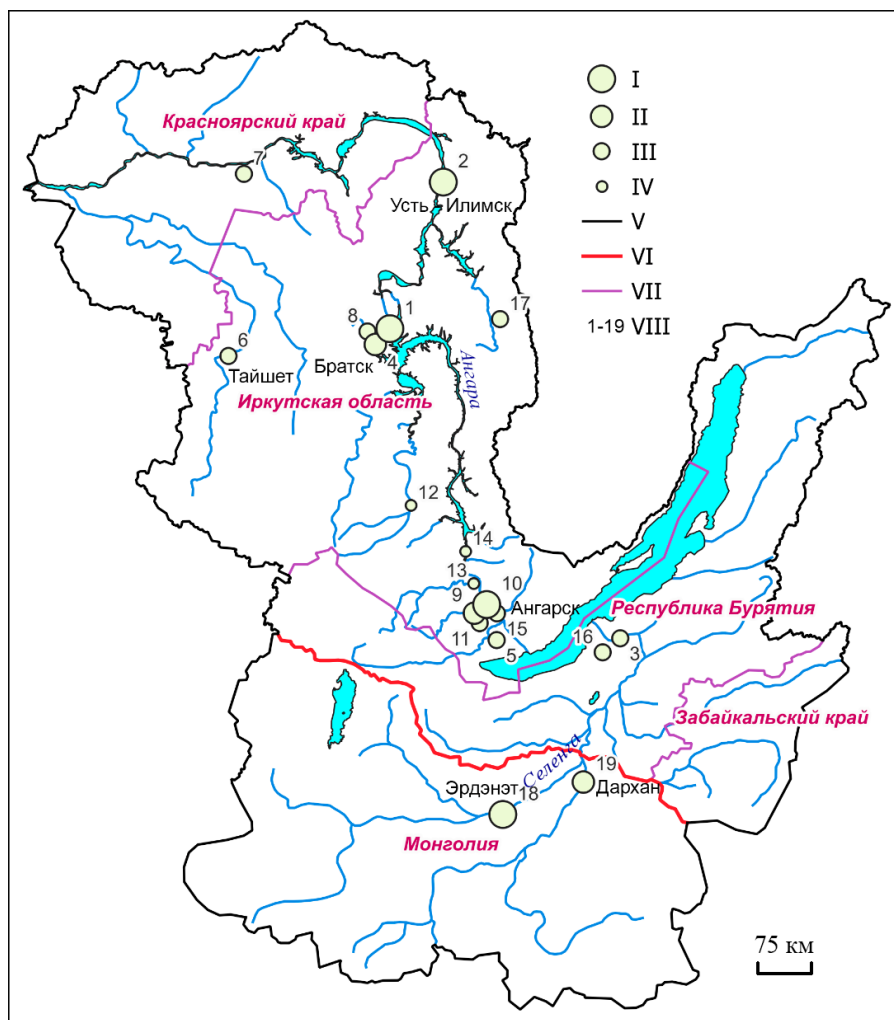 I
II
III
IV
V
VI
VII
1-19 VIII
Красноярский край
7
2
Усть-Илимск
17
1
8
6
4
Тайшет
Братск
Ангара
Иркутская область
12
14
13
10
9
Ангарск
Республика Бурятия
11
15
16
3
5
Забайкальский край
Селенга
19
Эрдэнэт
18
Дархан
Монголия
75 км